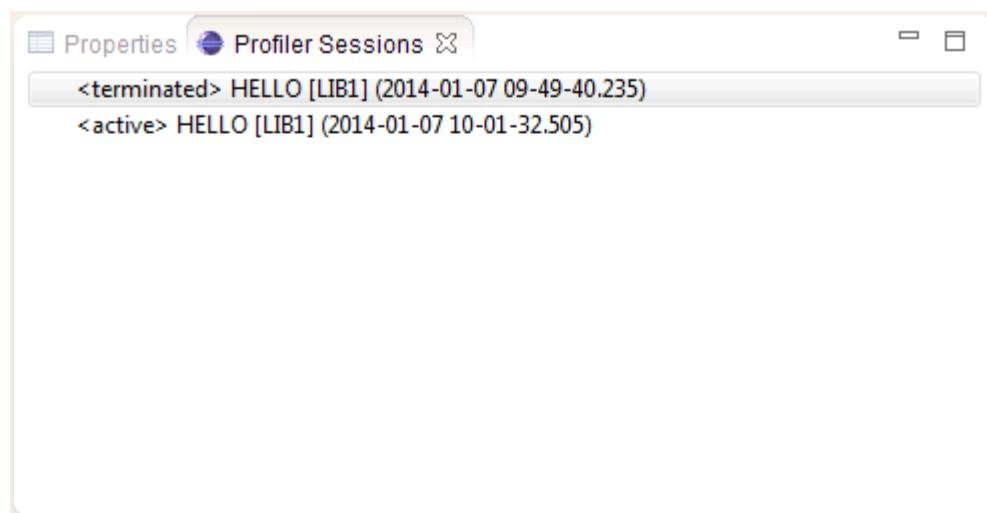 Properties Profiler Sessions
<terminated> HELLO [LIB1] (2014-01-07 09-49-40.235)
<active> HELLO [LIB1] (2014-01-07 10-01-32.505)